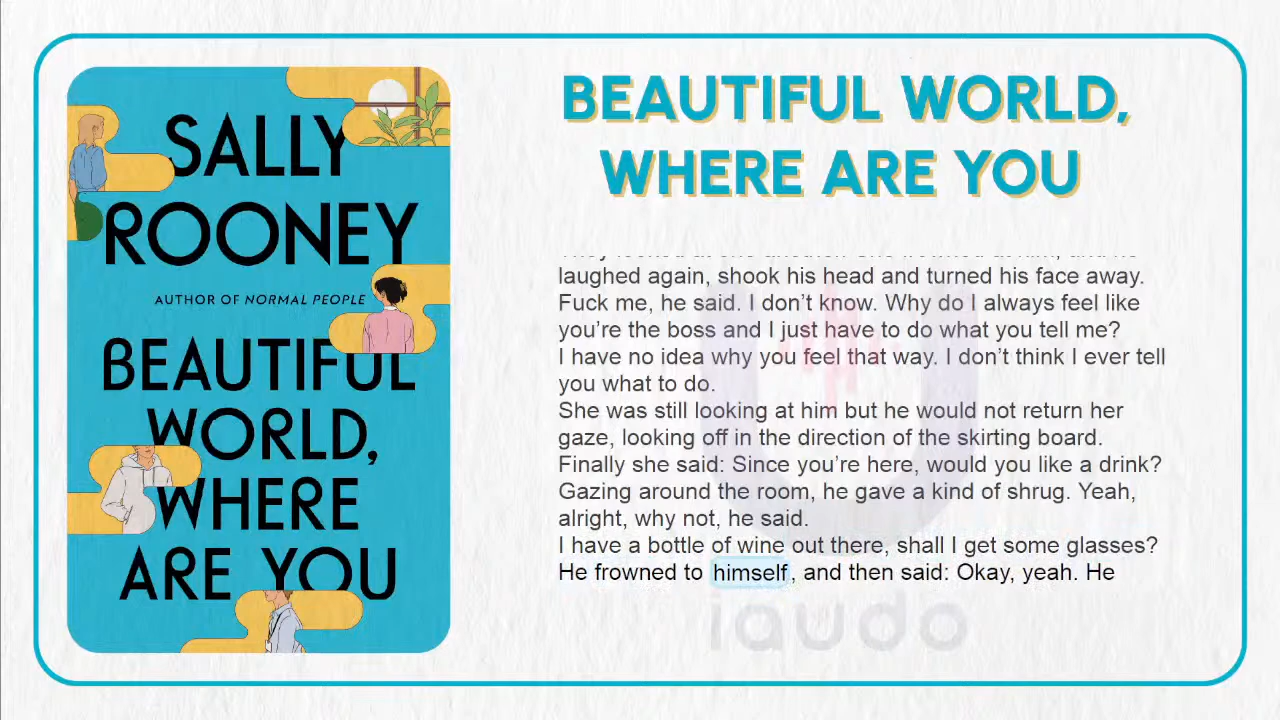 SALLY
ROONEY
AUTHOR OF NORMAL PEOPLE
BEAUTIFUL
WORLD,
WHERE
ARE YOU
BEAUTIFUL WORLD,
WHERE ARE YOU
laughed again, shook his head and turned his face away.
Fuck me, he said. I don’t know. Why do I always feel like
you’re the boss and I just have to do what you tell me?
I have no idea why you feel that way. I don’t think I ever tell
you what to do.
She was still looking at him but he would not return her
gaze, looking off in the direction of the skirting board.
Finally she said: Since you’re here, would you like a drink?
Gazing around the room, he gave a kind of shrug. Yeah,
alright, why not, he said.
I have a bottle of wine out there, shall I get some glasses?
He frowned to himself, and then said: Okay, yeah. He
iaudo